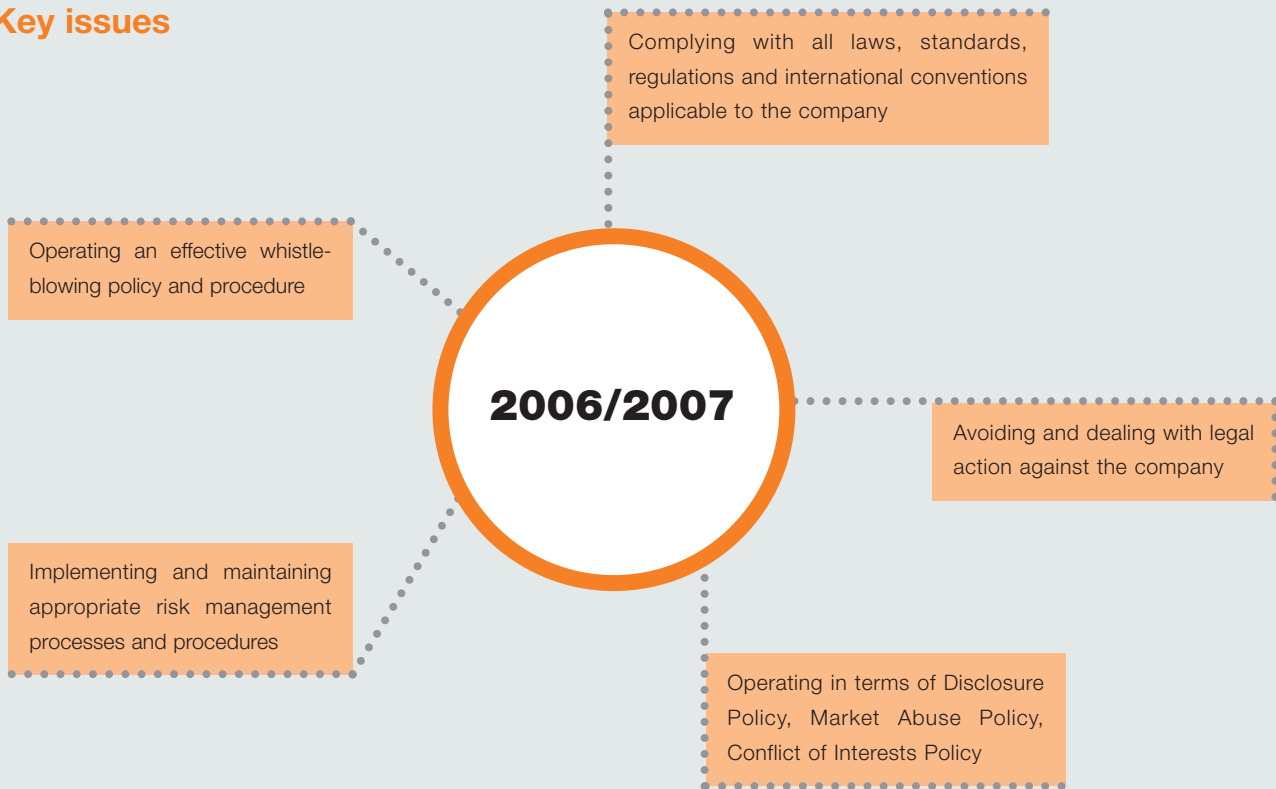 Key issues
Complying with all laws, standards,
regulations and international conventions
applicable to the company
Operating an effective whistle-
blowing policy and procedure
2006/2007
Avoiding and dealing with legal
action against the company
Implementing and maintaining
appropriate risk management
processes and procedures
Operating in terms of Disclosure
Policy, Market Abuse Policy,
Conflict of Interests Policy